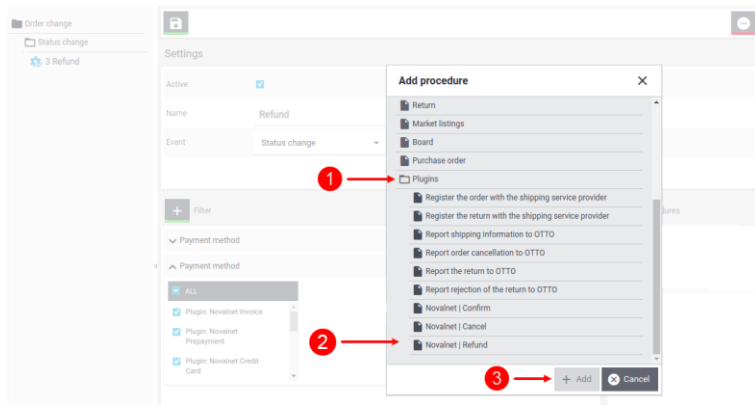 Order change
Status change
3 Refund
Settings
Active
Name
Refund
Event
Status change
Filter
Payment method
Payment method
ALL
Plugin: Novalnet Invoice
Plugin: Novalnet
Prepayment
Plugin: Novalnet Credit
Card
Add procedure
Return
Market listings
Board
Purchase order
1
Plugins
Register the order with the shipping service provider
Register the return with the shipping service provider
Report shipping information to OTTO
Report order cancellation to OTTO
Report the return to OTTO
Report rejection of the return to OTTO
Novalnet | Confirm
Novalnet | Cancel
2
Novalnet | Refund
3
+ Add
Cancel